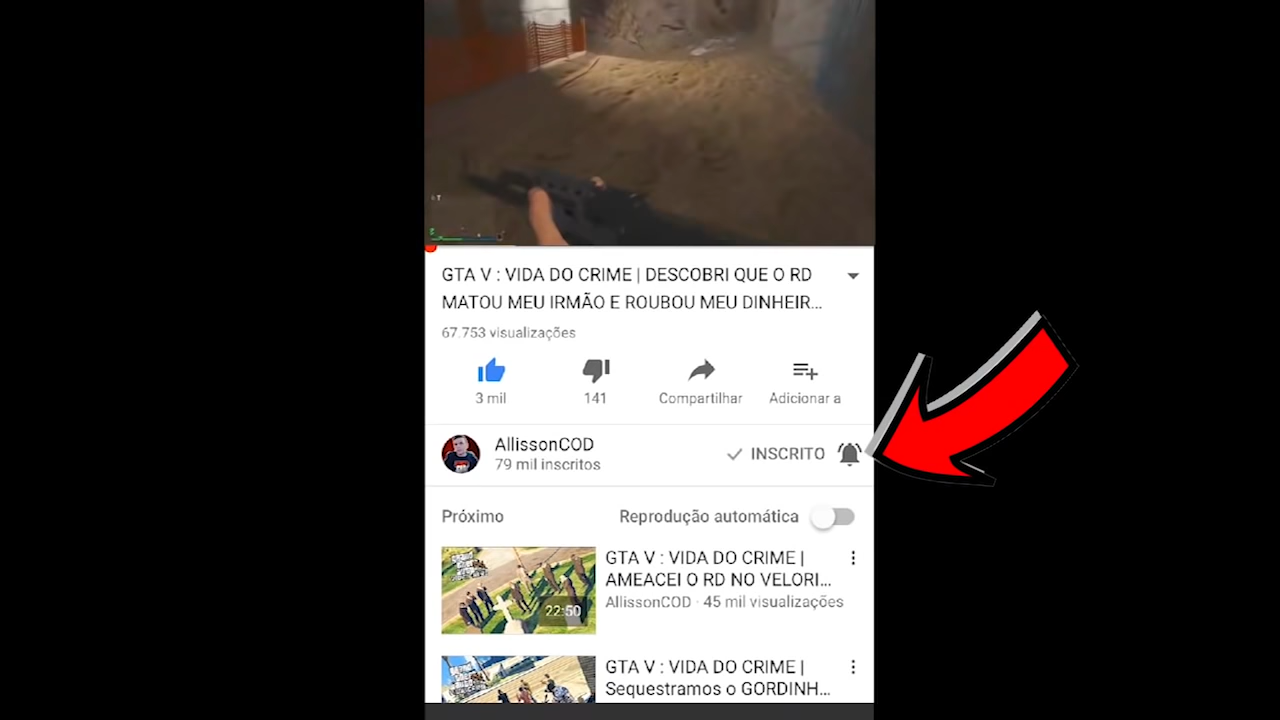 GTA V : VIDA DO CRIME | DESCOBRI QUE O RD
MATOU MEU IRMÃO E ROUBOU MEU DINHEIR...
67.753 visualizações
3 mil
141
Compartilhar
Adicionar a
AllissonCOD
79 mil inscritos
INSCRITO
Próximo
Reprodução automática
22:50
GTA V : VIDA DO CRIME |
AMEACEI O RD NO VELORI...
AllissonCOD · 45 mil visualizações
GTA V : VIDA DO CRIME |
Sequestramos o GORDINH...